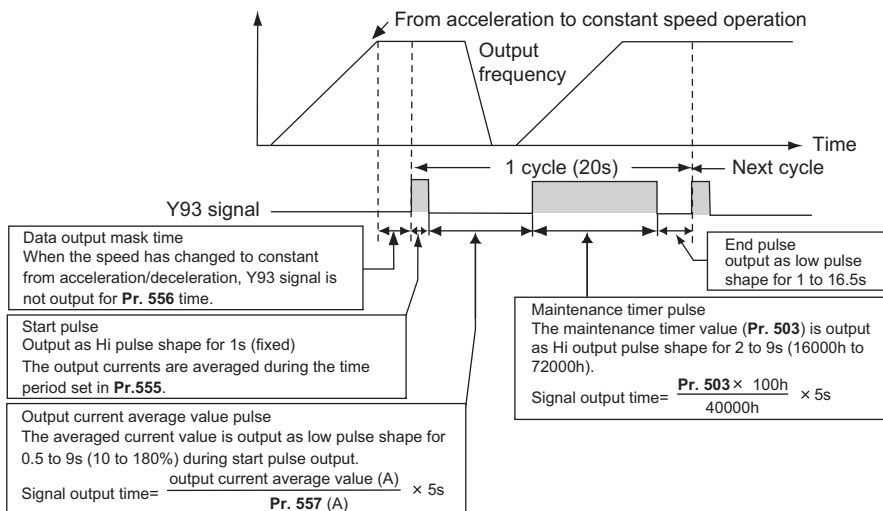 From acceleration to constant speed operation
Output
frequency
Time
1 cycle (20s)
Next cycle
Y93 signal
Data output mask time
When the speed has changed to constant
from acceleration/deceleration, Y93 signal is
not output for Pr. 556 time.
End pulse
output as low pulse
shape for 1 to 16.5s
Start pulse
Output as Hi pulse shape for 1s (fixed)
The output currents are averaged during the time
period set in Pr.555.
Maintenance timer pulse
The maintenance timer value (Pr. 503) is output
as Hi output pulse shape for 2 to 9s (16000h to
72000h).
Signal output time= Pr. 503 × 100h × 5s
40000h
Output current average value pulse
The averaged current value is output as low pulse shape for
0.5 to 9s (10 to 180%) during start pulse output.
Signal output time= output current average value (A) × 5s
Pr. 557 (A)